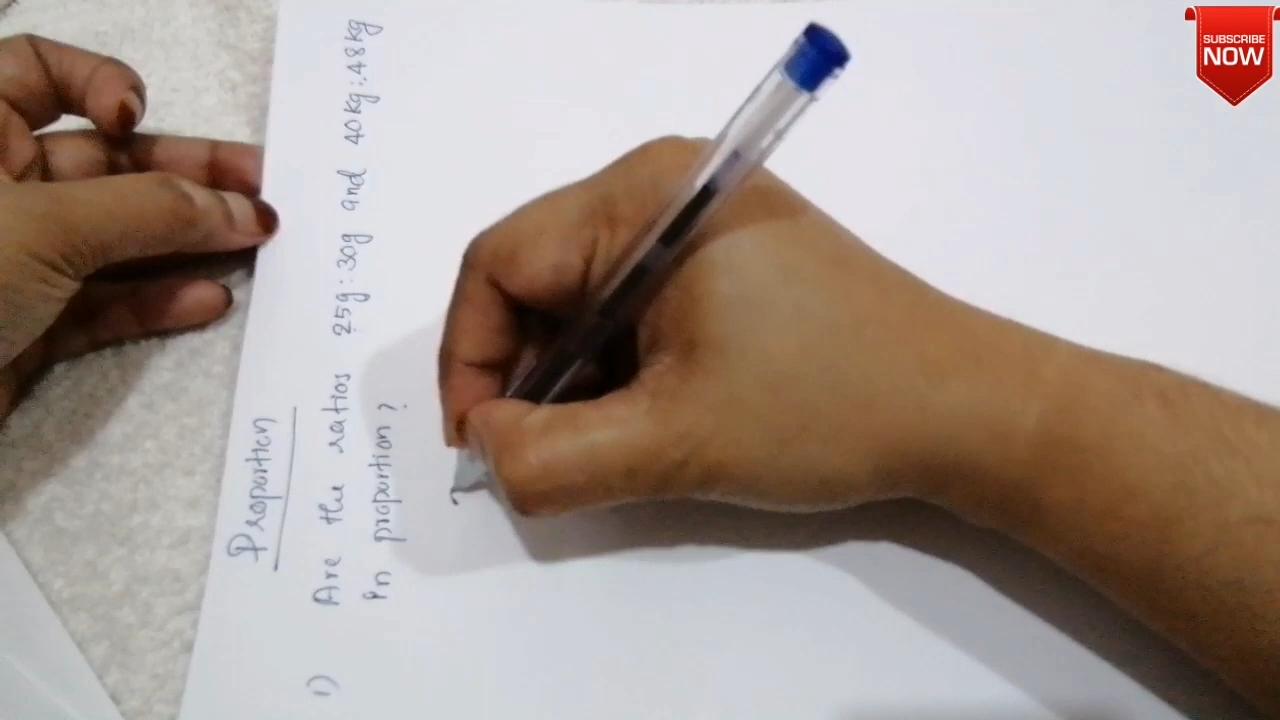 Proportion
1) Are the ratios 25g:30g and 40kg:48kg
in proportion?
SUBSCRIBE
NOW